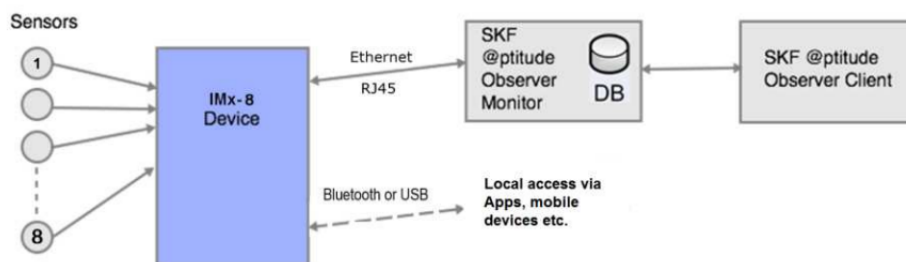 Sensors
1
8
IMx-8
Device
Ethernet
RJ45
SKF
@ptitude
Observer
Monitor
DB
SKF @ptitude
Observer Client
Bluetooth or USB
Local access via
Apps, mobile
devices etc.